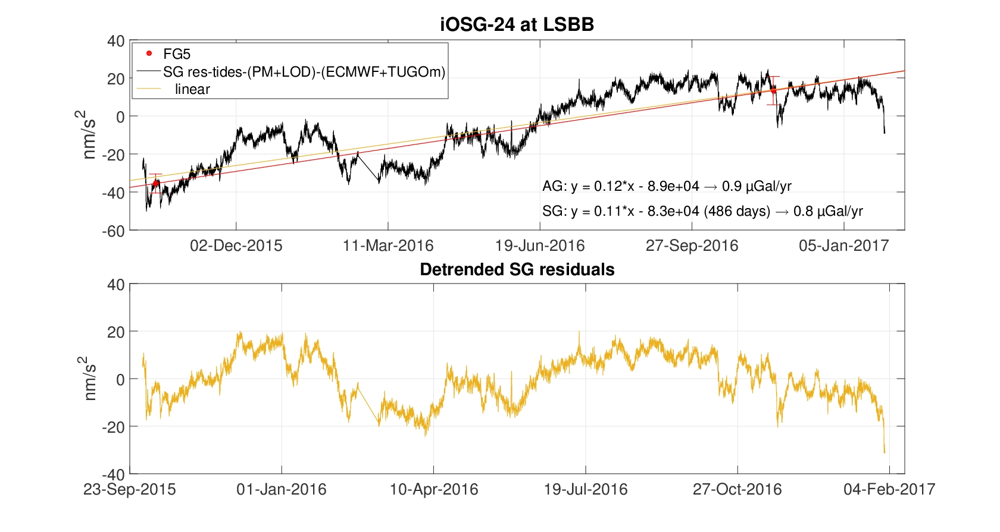 iOSG-24 at LSBB
40
20
0
-20
-40
-60
nm/s²
FG5
SG res-tides-(PM+LOD)-(ECMWF+TUGOm)
linear
AG: y = 0.12*x - 8.9e+04 → 0.9 µGal/yr
SG: y = 0.11*x - 8.3e+04 (486 days) → 0.8 µGal/yr
02-Dec-2015
11-Mar-2016
19-Jun-2016
27-Sep-2016
05-Jan-2017
Detrended SG residuals
40
20
0
-20
-40
nm/s²
23-Sep-2015
01-Jan-2016
10-Apr-2016
19-Jul-2016
27-Oct-2016
04-Feb-2017